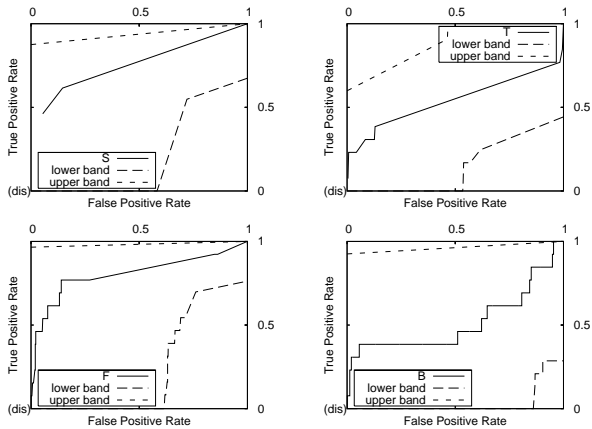 0 0.5 1
True Positive Rate
1
0.5
0
(dis)
False Positive Rate
S
lower band
upper band
0 0.5 1
True Positive Rate
1
0.5
0
(dis)
False Positive Rate
T
lower band
upper band
0 0.5 1
True Positive Rate
1
0.5
0
(dis)
False Positive Rate
F
lower band
upper band
0 0.5 1
True Positive Rate
1
0.5
0
(dis)
False Positive Rate
B
lower band
upper band